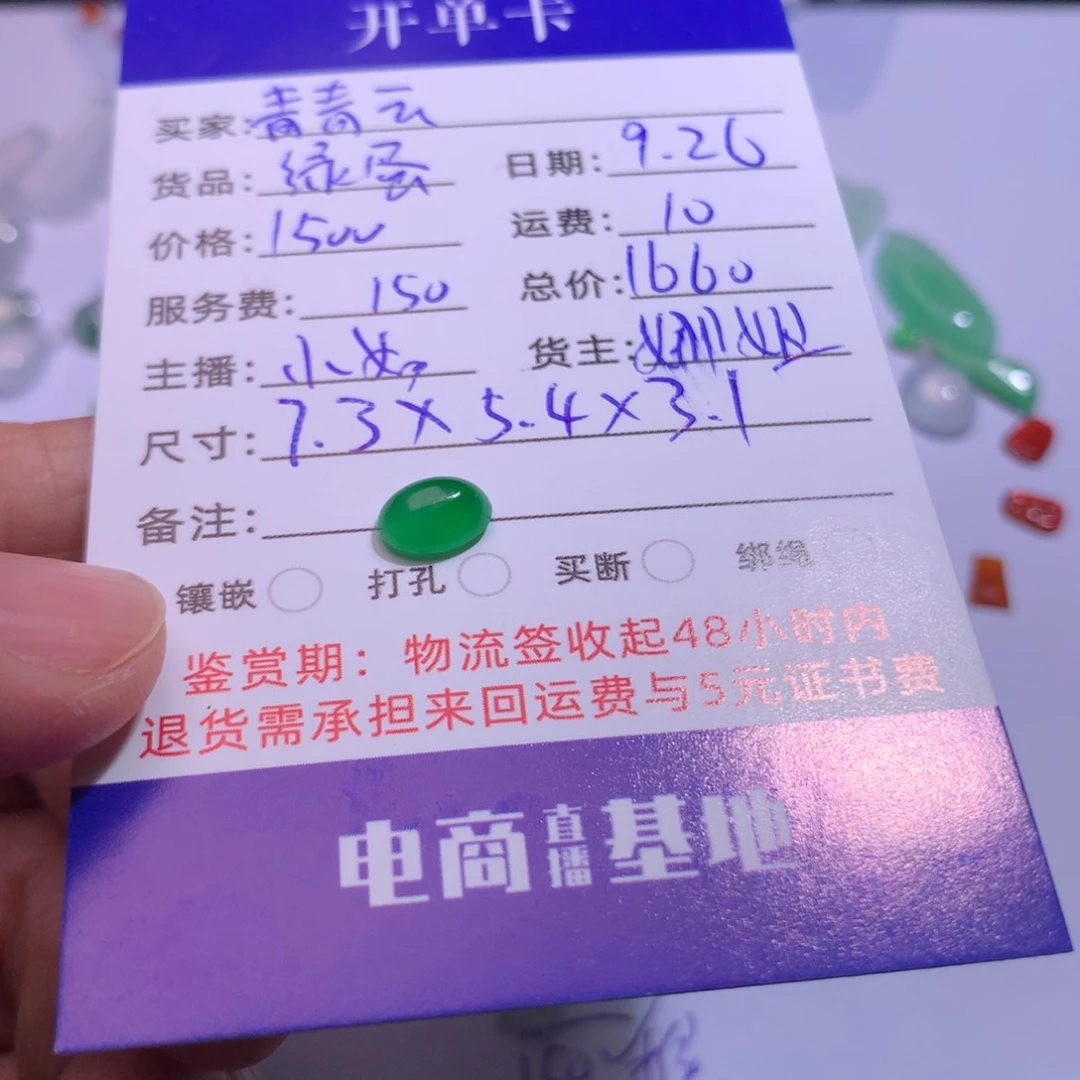 开单卡
买家: 青青云
货品: 绿蛋 日期: 9.26
价格: 1500 运费: 10
服务费: 150 总价: 1660
主播: 小 货主:
尺寸: 7.3×5.4×3.1
备注:
镶嵌 打孔 买断 绑绳
鉴赏期：物流签收起48小时内
退货需承担来回运费与5元证书费
电商直播基地